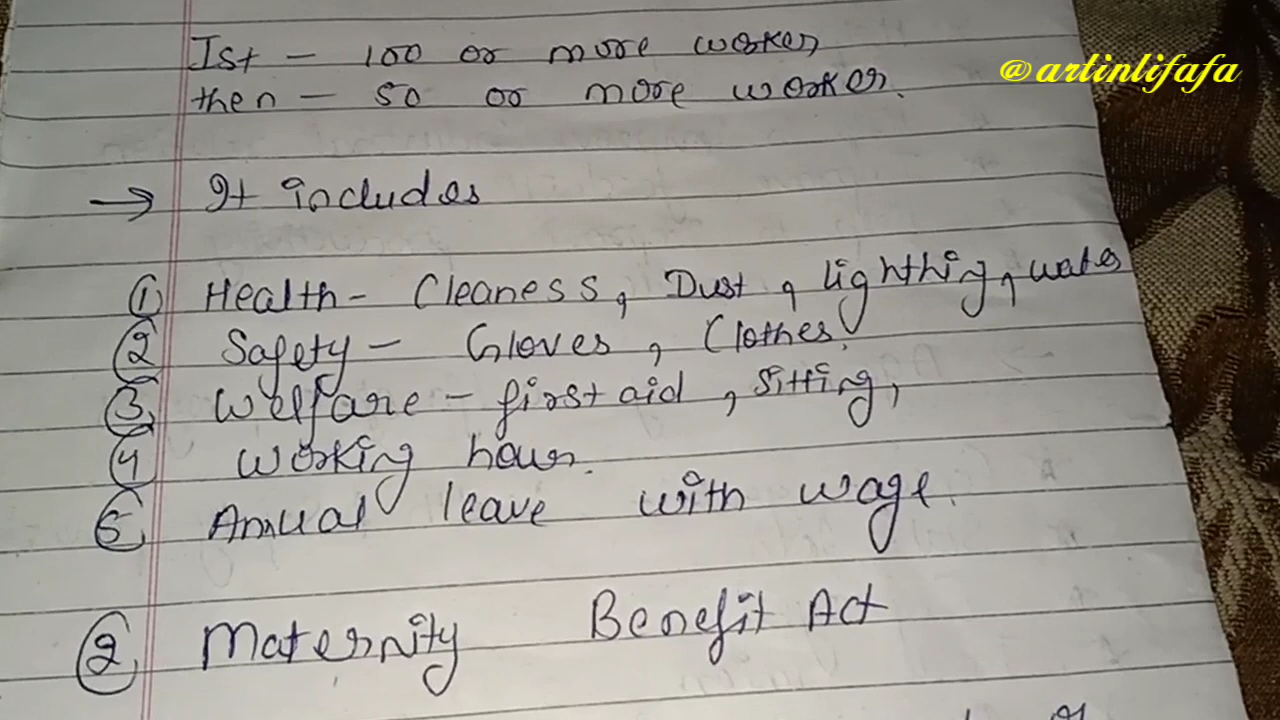 Ist - 100 or more worker
@artinlifafa
then - 50 or more worker.
→ It includes
① Health - Cleaness, Dust, lighthing, water
② Safety - Gloves, Clothes.
③ Welfare - first aid, Sitting,
④ Working hour.
⑤ Annual leave with wage.
② Maternity Benefit Act